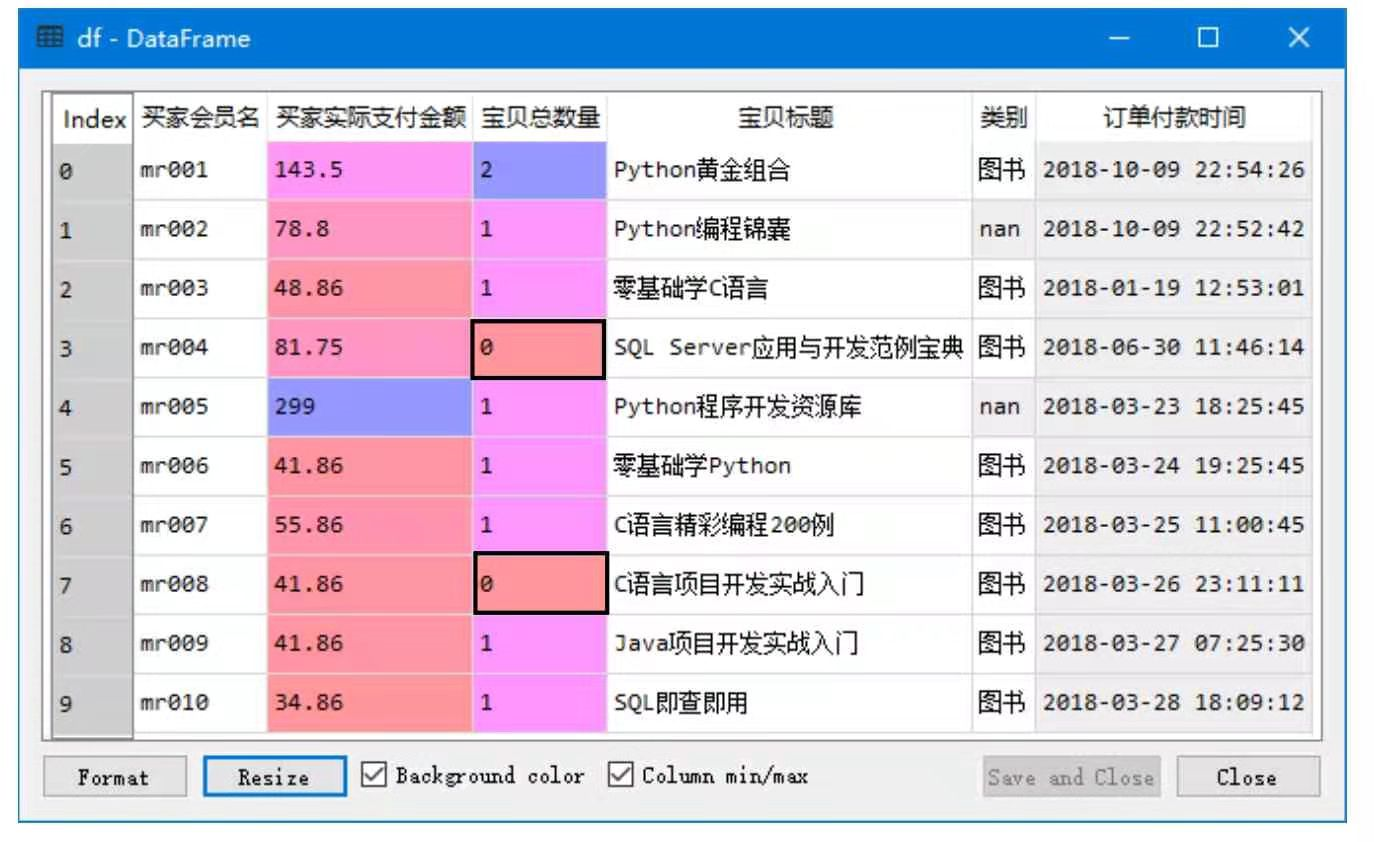 df - DataFrame
Index 买家会员名 买家实际支付金额 宝贝总数量 宝贝标题 类别 订单付款时间
0 mr001 143.5 2 Python黄金组合 图书 2018-10-09 22:54:26
1 mr002 78.8 1 Python编程锦囊 nan 2018-10-09 22:52:42
2 mr003 48.86 1 零基础学C语言 图书 2018-01-19 12:53:01
3 mr004 81.75 0 SQL Server应用与开发范例宝典 图书 2018-06-30 11:46:14
4 mr005 299 1 Python程序开发资源库 nan 2018-03-23 18:25:45
5 mr006 41.86 1 零基础学Python 图书 2018-03-24 19:25:45
6 mr007 55.86 1 C语言精彩编程200例 图书 2018-03-25 11:00:45
7 mr008 41.86 0 C语言项目开发实战入门 图书 2018-03-26 23:11:11
8 mr009 41.86 1 Java项目开发实战入门 图书 2018-03-27 07:25:30
9 mr010 34.86 1 SQL即查即用 图书 2018-03-28 18:09:12
Format Resize Background color Column min/max Save and Close Close